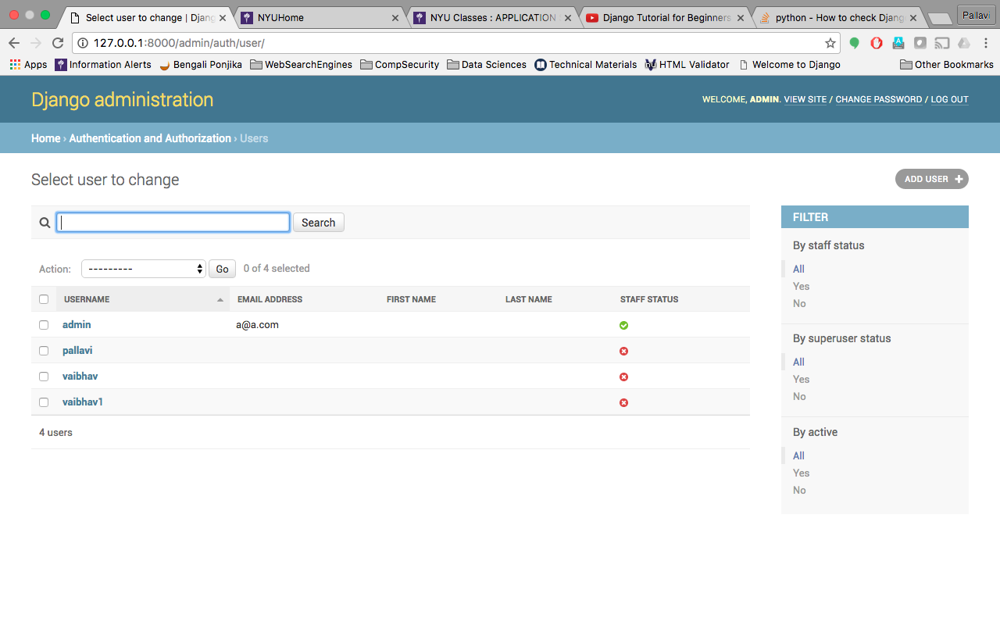 Select user to change | Djang
NYUHome
NYU Classes : APPLICATION
Django Tutorial for Beginners
python - How to check Djang
Pallavi
127.0.0.1:8000/admin/auth/user/
Apps
Information Alerts
Bengali Ponjika
WebSearchEngines
CompSecurity
Data Sciences
Technical Materials
HTML Validator
Welcome to Django
Other Bookmarks
Django administration
WELCOME, ADMIN. VIEW SITE / CHANGE PASSWORD / LOG OUT
Home › Authentication and Authorization › Users
Select user to change
ADD USER +
Search
Action: --------- Go 0 of 4 selected
USERNAME EMAIL ADDRESS FIRST NAME LAST NAME STAFF STATUS
admin a@a.com
pallavi
vaibhav
vaibhav1
4 users
FILTER
By staff status
All
Yes
No
By superuser status
All
Yes
No
By active
All
Yes
No